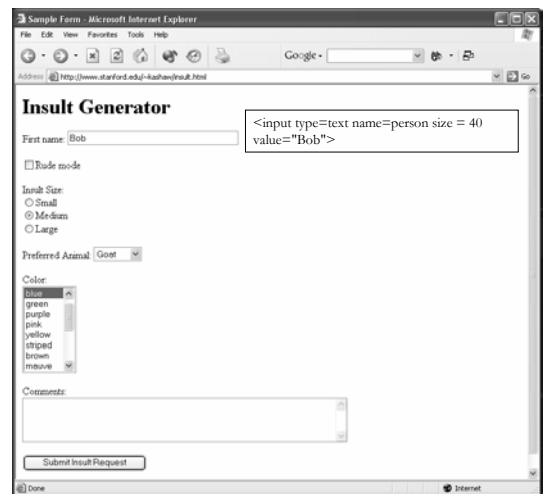 Sample Form - Microsoft Internet Explorer
File Edit View Favorites Tools Help
Google
Address http://www.stanford.edu/~kashaw/insult.html Go
Insult Generator
<input type=text name=person size = 40
value="Bob">
First name: Bob
Rude mode
Insult Size:
Small
Medium
Large
Preferred Animal: Goat
Color:
blue
green
purple
pink
yellow
striped
brown
mauve
Comments:
Submit Insult Request
Done Internet